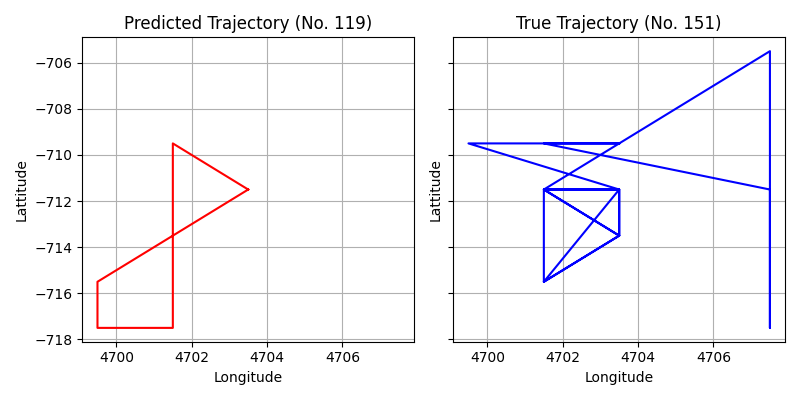 Predicted Trajectory (No. 119)
Lattitude
−706
−708
−710
−712
−714
−716
−718
4700
4702
4704
4706
Longitude
True Trajectory (No. 151)
Lattitude
4700
4702
4704
4706
Longitude